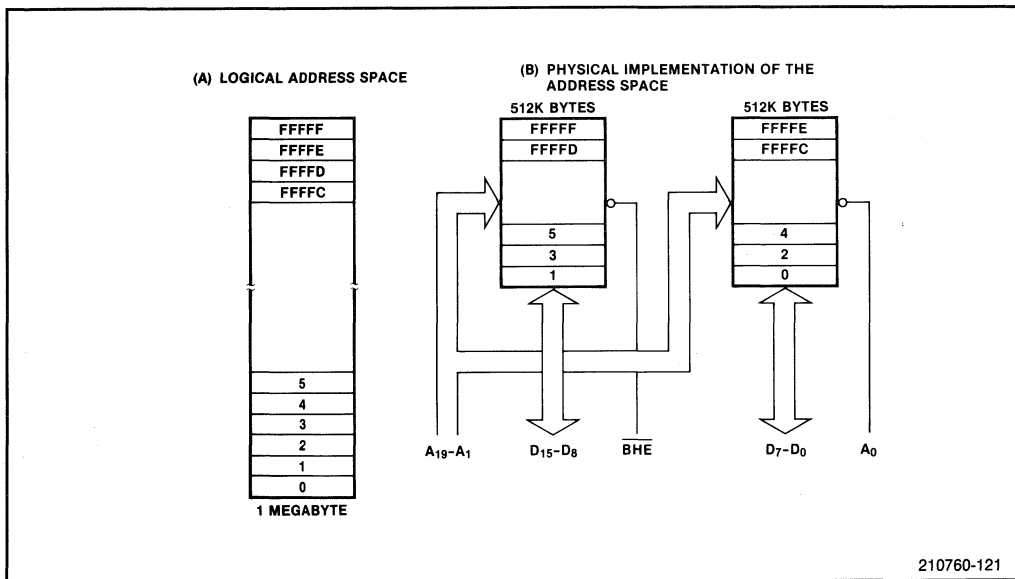 (A) LOGICAL ADDRESS SPACE
FFFFF
FFFFE
FFFFD
FFFFC
5
4
3
2
1
0
1 MEGABYTE
(B) PHYSICAL IMPLEMENTATION OF THE
ADDRESS SPACE
512K BYTES
FFFFF
FFFFD
5
3
1
512K BYTES
FFFFE
FFFFC
4
2
0
A19-A1
D15-D8
BHE
D7-D0
A0
210760-121